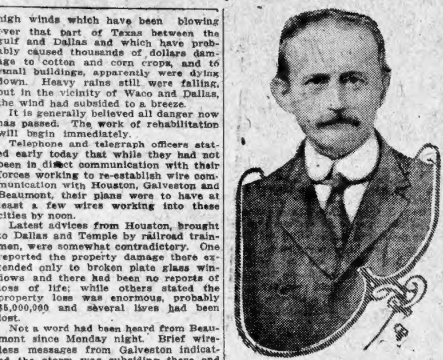 high winds which have been blowing
over that part of Texas between the
gulf and Dallas and which have prob-
ably caused thousands of dollars dam-
age to cotton and corn crops, and to
small buildings, apparently were dying
down. Heavy rains still were falling,
but in the vicinity of Waco and Dallas,
the wind had subsided to a breeze.
It is generally believed all danger now
has passed. The work of rehabilitation
will begin immediately.
Telephone and telegraph officers stat-
ed early today that while they had not
been in direct communication with their
forces working to re-establish wire com-
munication with Houston, Galveston and
Beaumont, their plans were to have at
least a few wires working into these
cities by noon.
Latest advices from Houston, brought
to Dallas and Temple by railroad train-
men, were somewhat contradictory. One
reported the property damage there ex-
tended only to broken plate glass win-
dows and there had been no reports of
loss of life; while others stated the
property loss was enormous, probably
$5,000,000 and several lives had been
lost.
Not a word had been heard from Beau-
mont since Monday night. Brief wire-
less messages from Galveston indicat-
ed the storm was subsiding there and